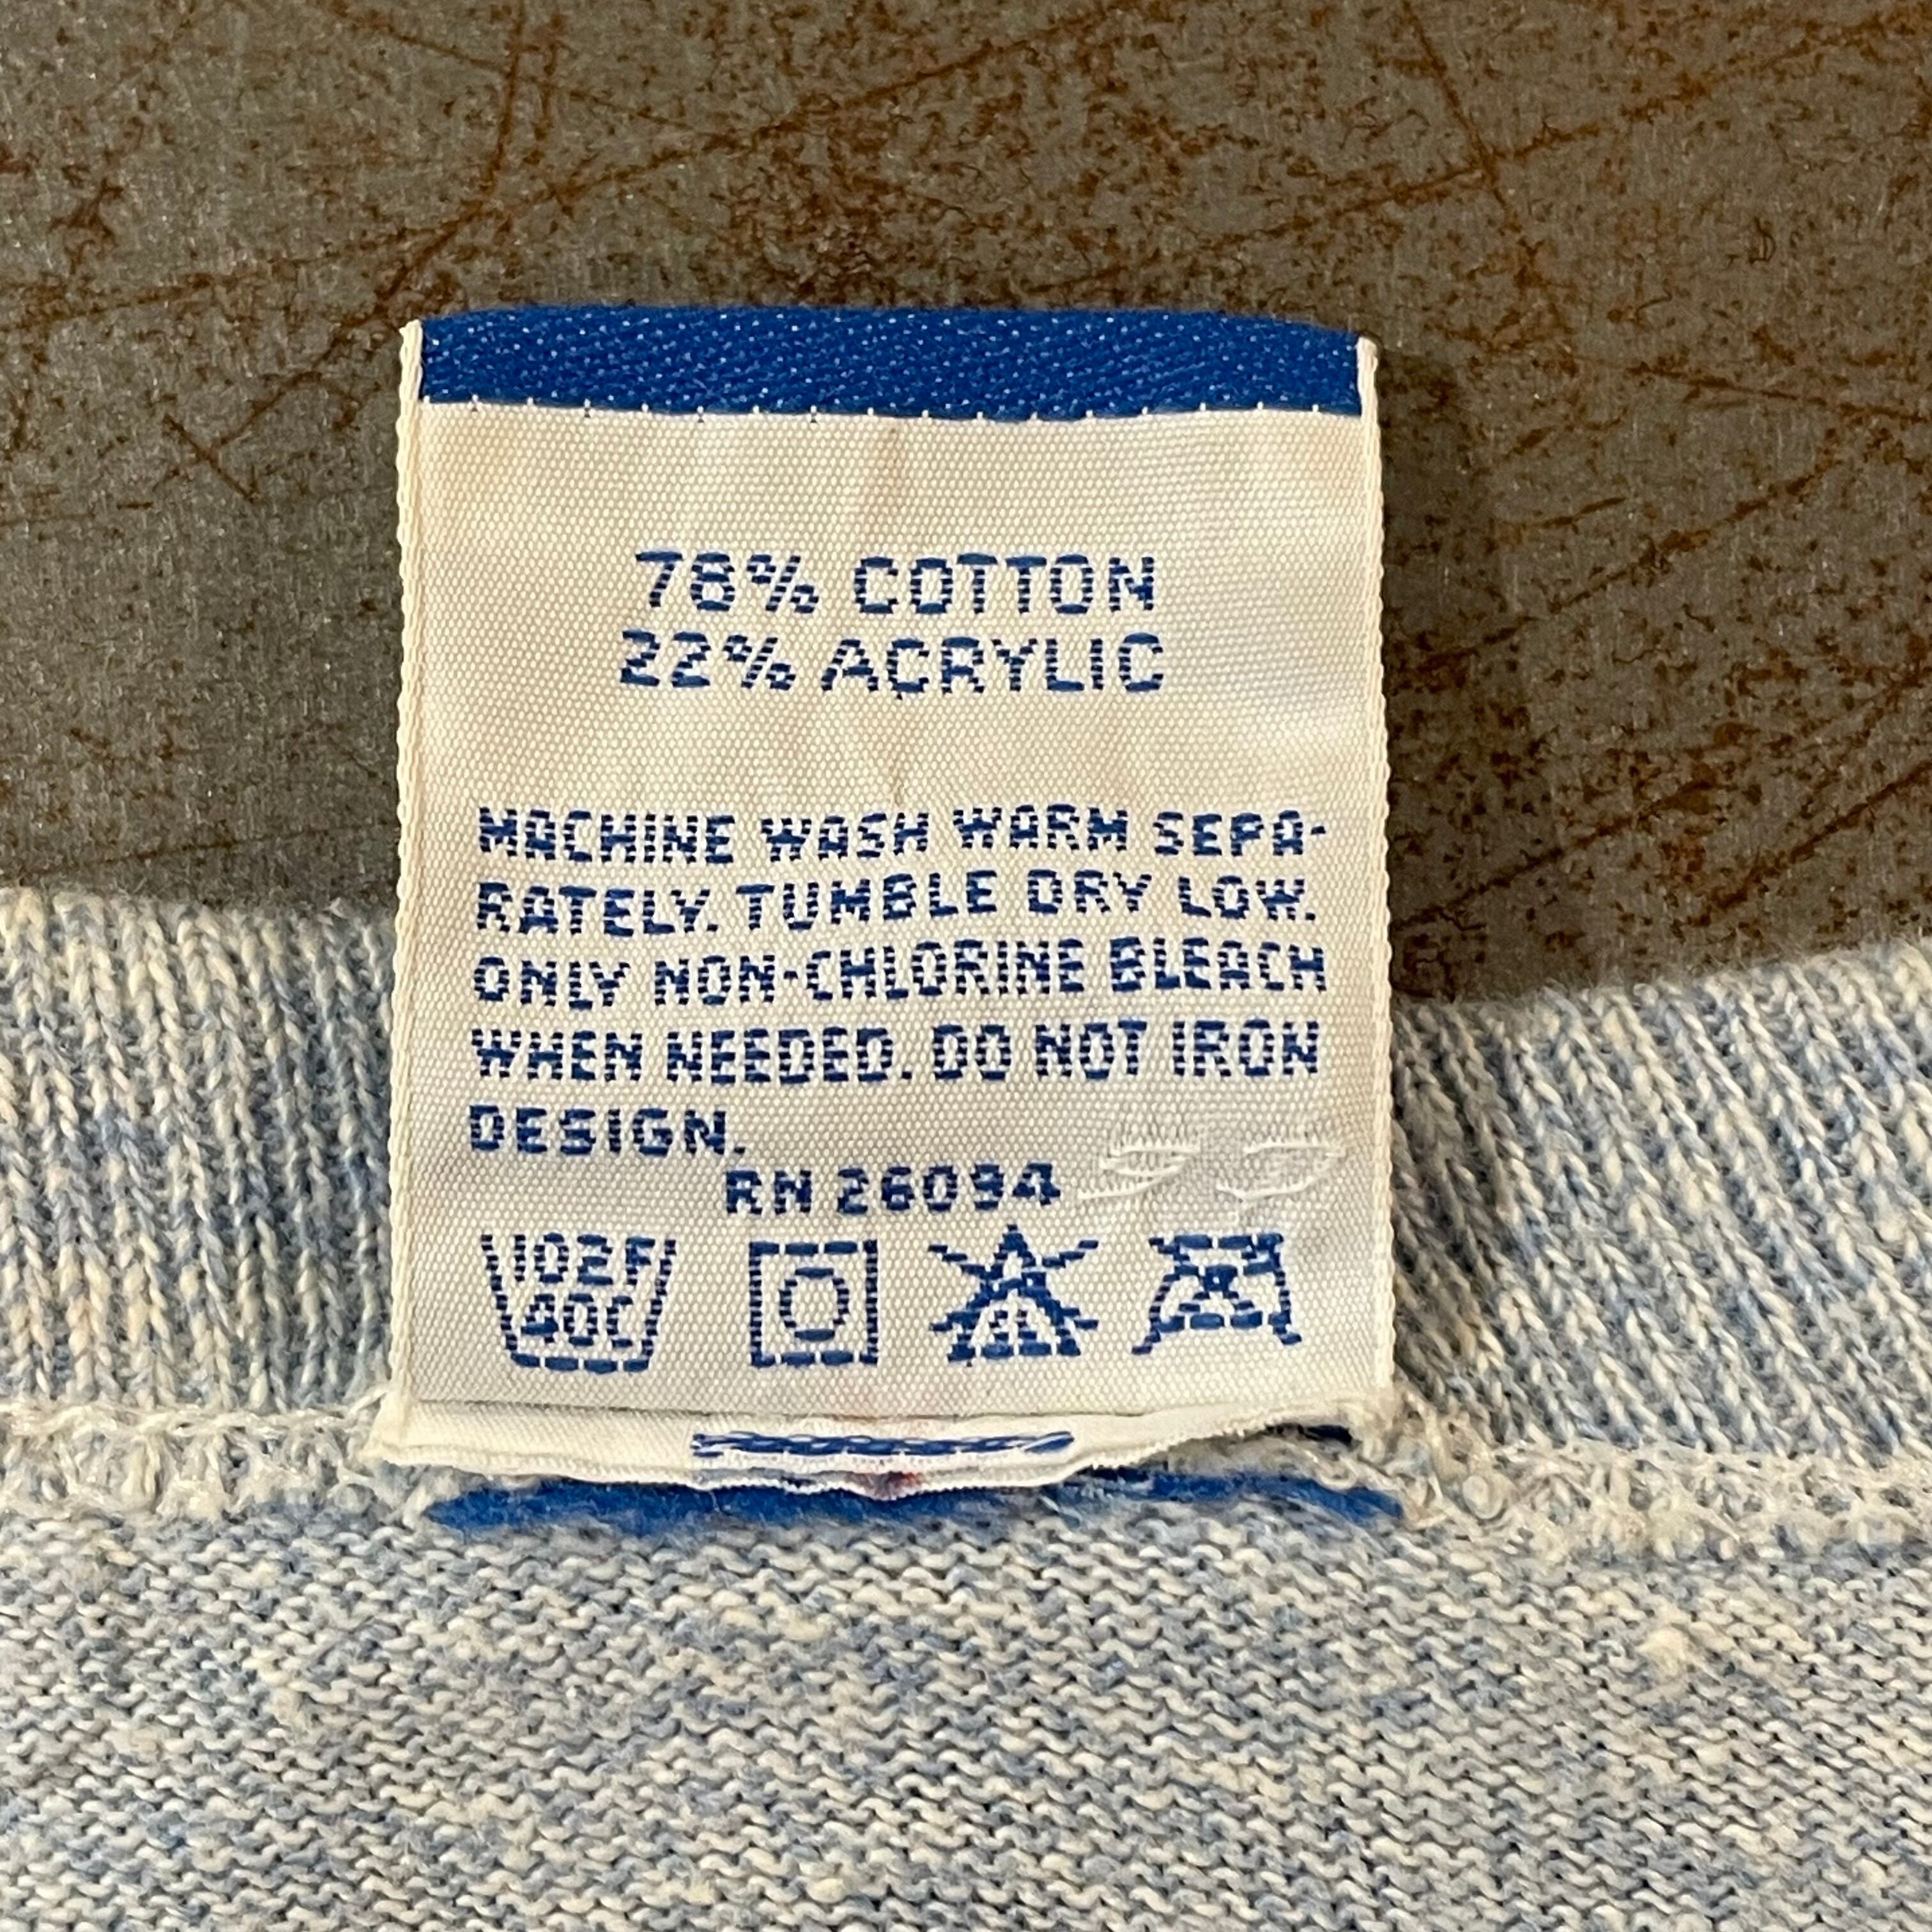 78% COTTON
22% ACRYLIC
MACHINE WASH WARM SEPA-
RATELY. TUMBLE DRY LOW.
ONLY NON-CHLORINE BLEACH
WHEN NEEDED. DO NOT IRON
DESIGN.
RN 26094
102F
40C